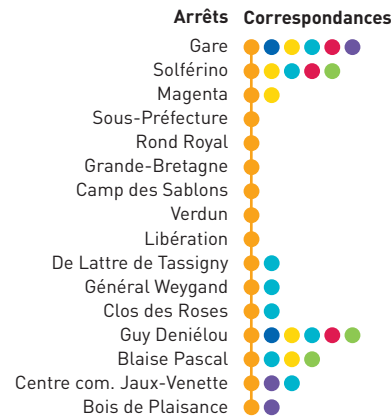 Arrêts Correspondances
Gare
Solférino
Magenta
Sous-Préfecture
Rond Royal
Grande-Bretagne
Camp des Sablons
Verdun
Libération
De Lattre de Tassigny
Général Weygand
Clos des Roses
Guy Deniélou
Blaise Pascal
Centre com. Jaux-Venette
Bois de Plaisance